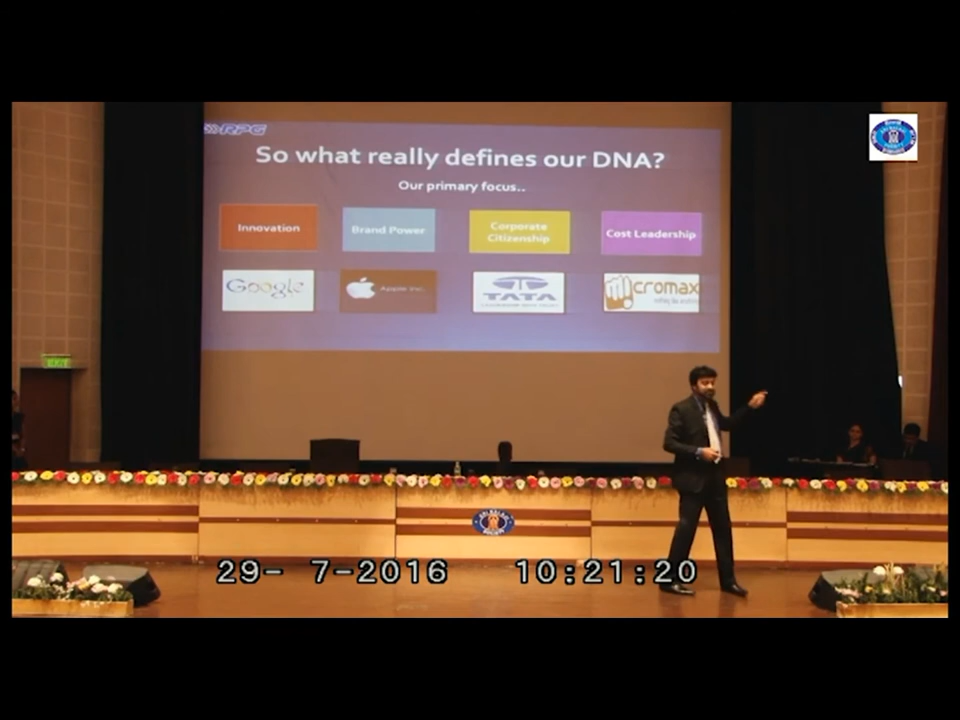 RPG
So what really defines our DNA?
Our primary focus..
Innovation
Brand Power
Corporate
Citizenship
Cost Leadership
Google
Apple Inc.
TATA
cromax
29- 7-2016 10:21:20